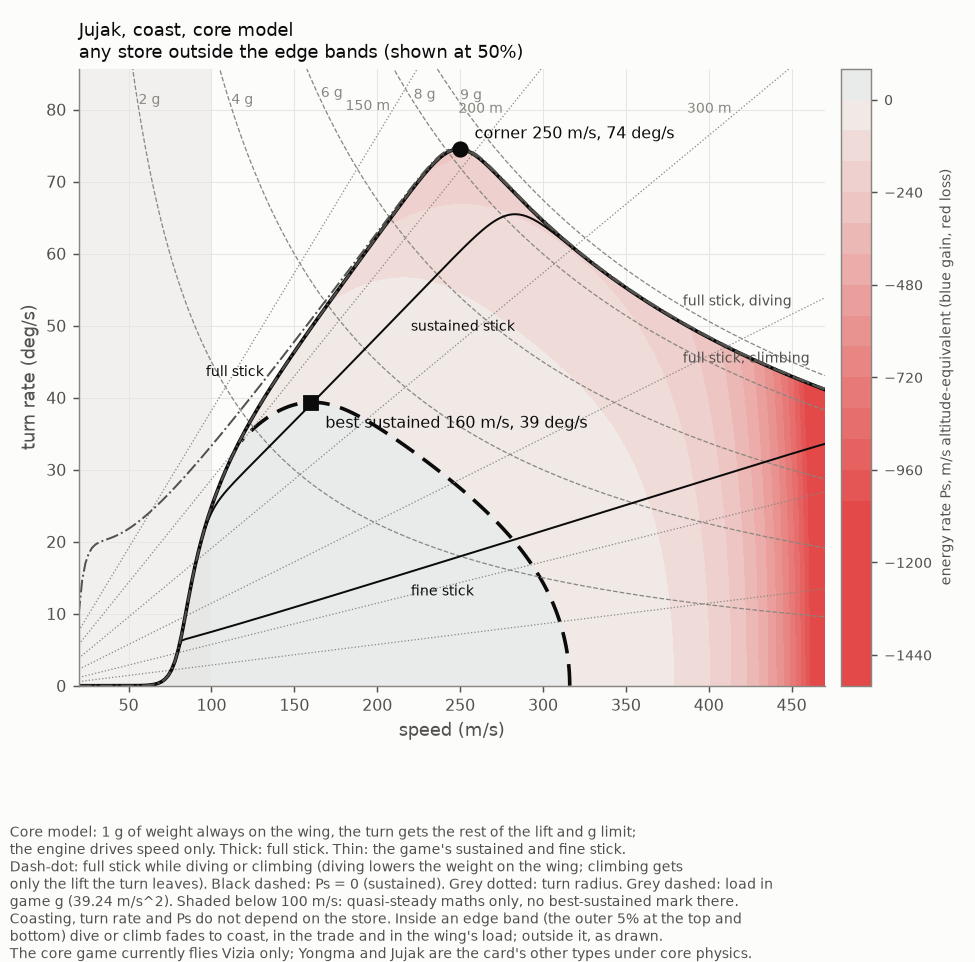 Jujak, coast, core model
any store outside the edge bands (shown at 50%)
2 g
4 g
6 g
150 m
8 g
9 g
200 m
300 m
corner 250 m/s, 74 deg/s
full stick, diving
full stick, climbing
sustained stick
full stick
best sustained 160 m/s, 39 deg/s
fine stick
80
70
60
50
40
30
20
10
0
turn rate (deg/s)
50
100
150
200
250
300
350
400
450
speed (m/s)
0
−240
−480
−720
−960
−1200
−1440
energy rate Ps, m/s altitude-equivalent (blue gain, red loss)
Core model: 1 g of weight always on the wing, the turn gets the rest of the lift and g limit;
the engine drives speed only. Thick: full stick. Thin: the game's sustained and fine stick.
Dash-dot: full stick while diving or climbing (diving lowers the weight on the wing; climbing gets
only the lift the turn leaves). Black dashed: Ps = 0 (sustained). Grey dotted: turn radius. Grey dashed: load in
game g (39.24 m/s^2). Shaded below 100 m/s: quasi-steady maths only, no best-sustained mark there.
Coasting, turn rate and Ps do not depend on the store. Inside an edge band (the outer 5% at the top and
bottom) dive or climb fades to coast, in the trade and in the wing's load; outside it, as drawn.
The core game currently flies Vizia only; Yongma and Jujak are the card's other types under core physics.